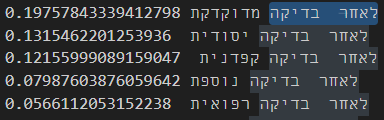 0.19757843339412798 לאחר בדיקה מדוקדקת
0.1315462201253936 לאחר בדיקה יסודית
0.12155999089159047 לאחר בדיקה קפדנית
0.07987603876059642 לאחר בדיקה נוספת
0.0566112053152238 לאחר בדיקה רפואית